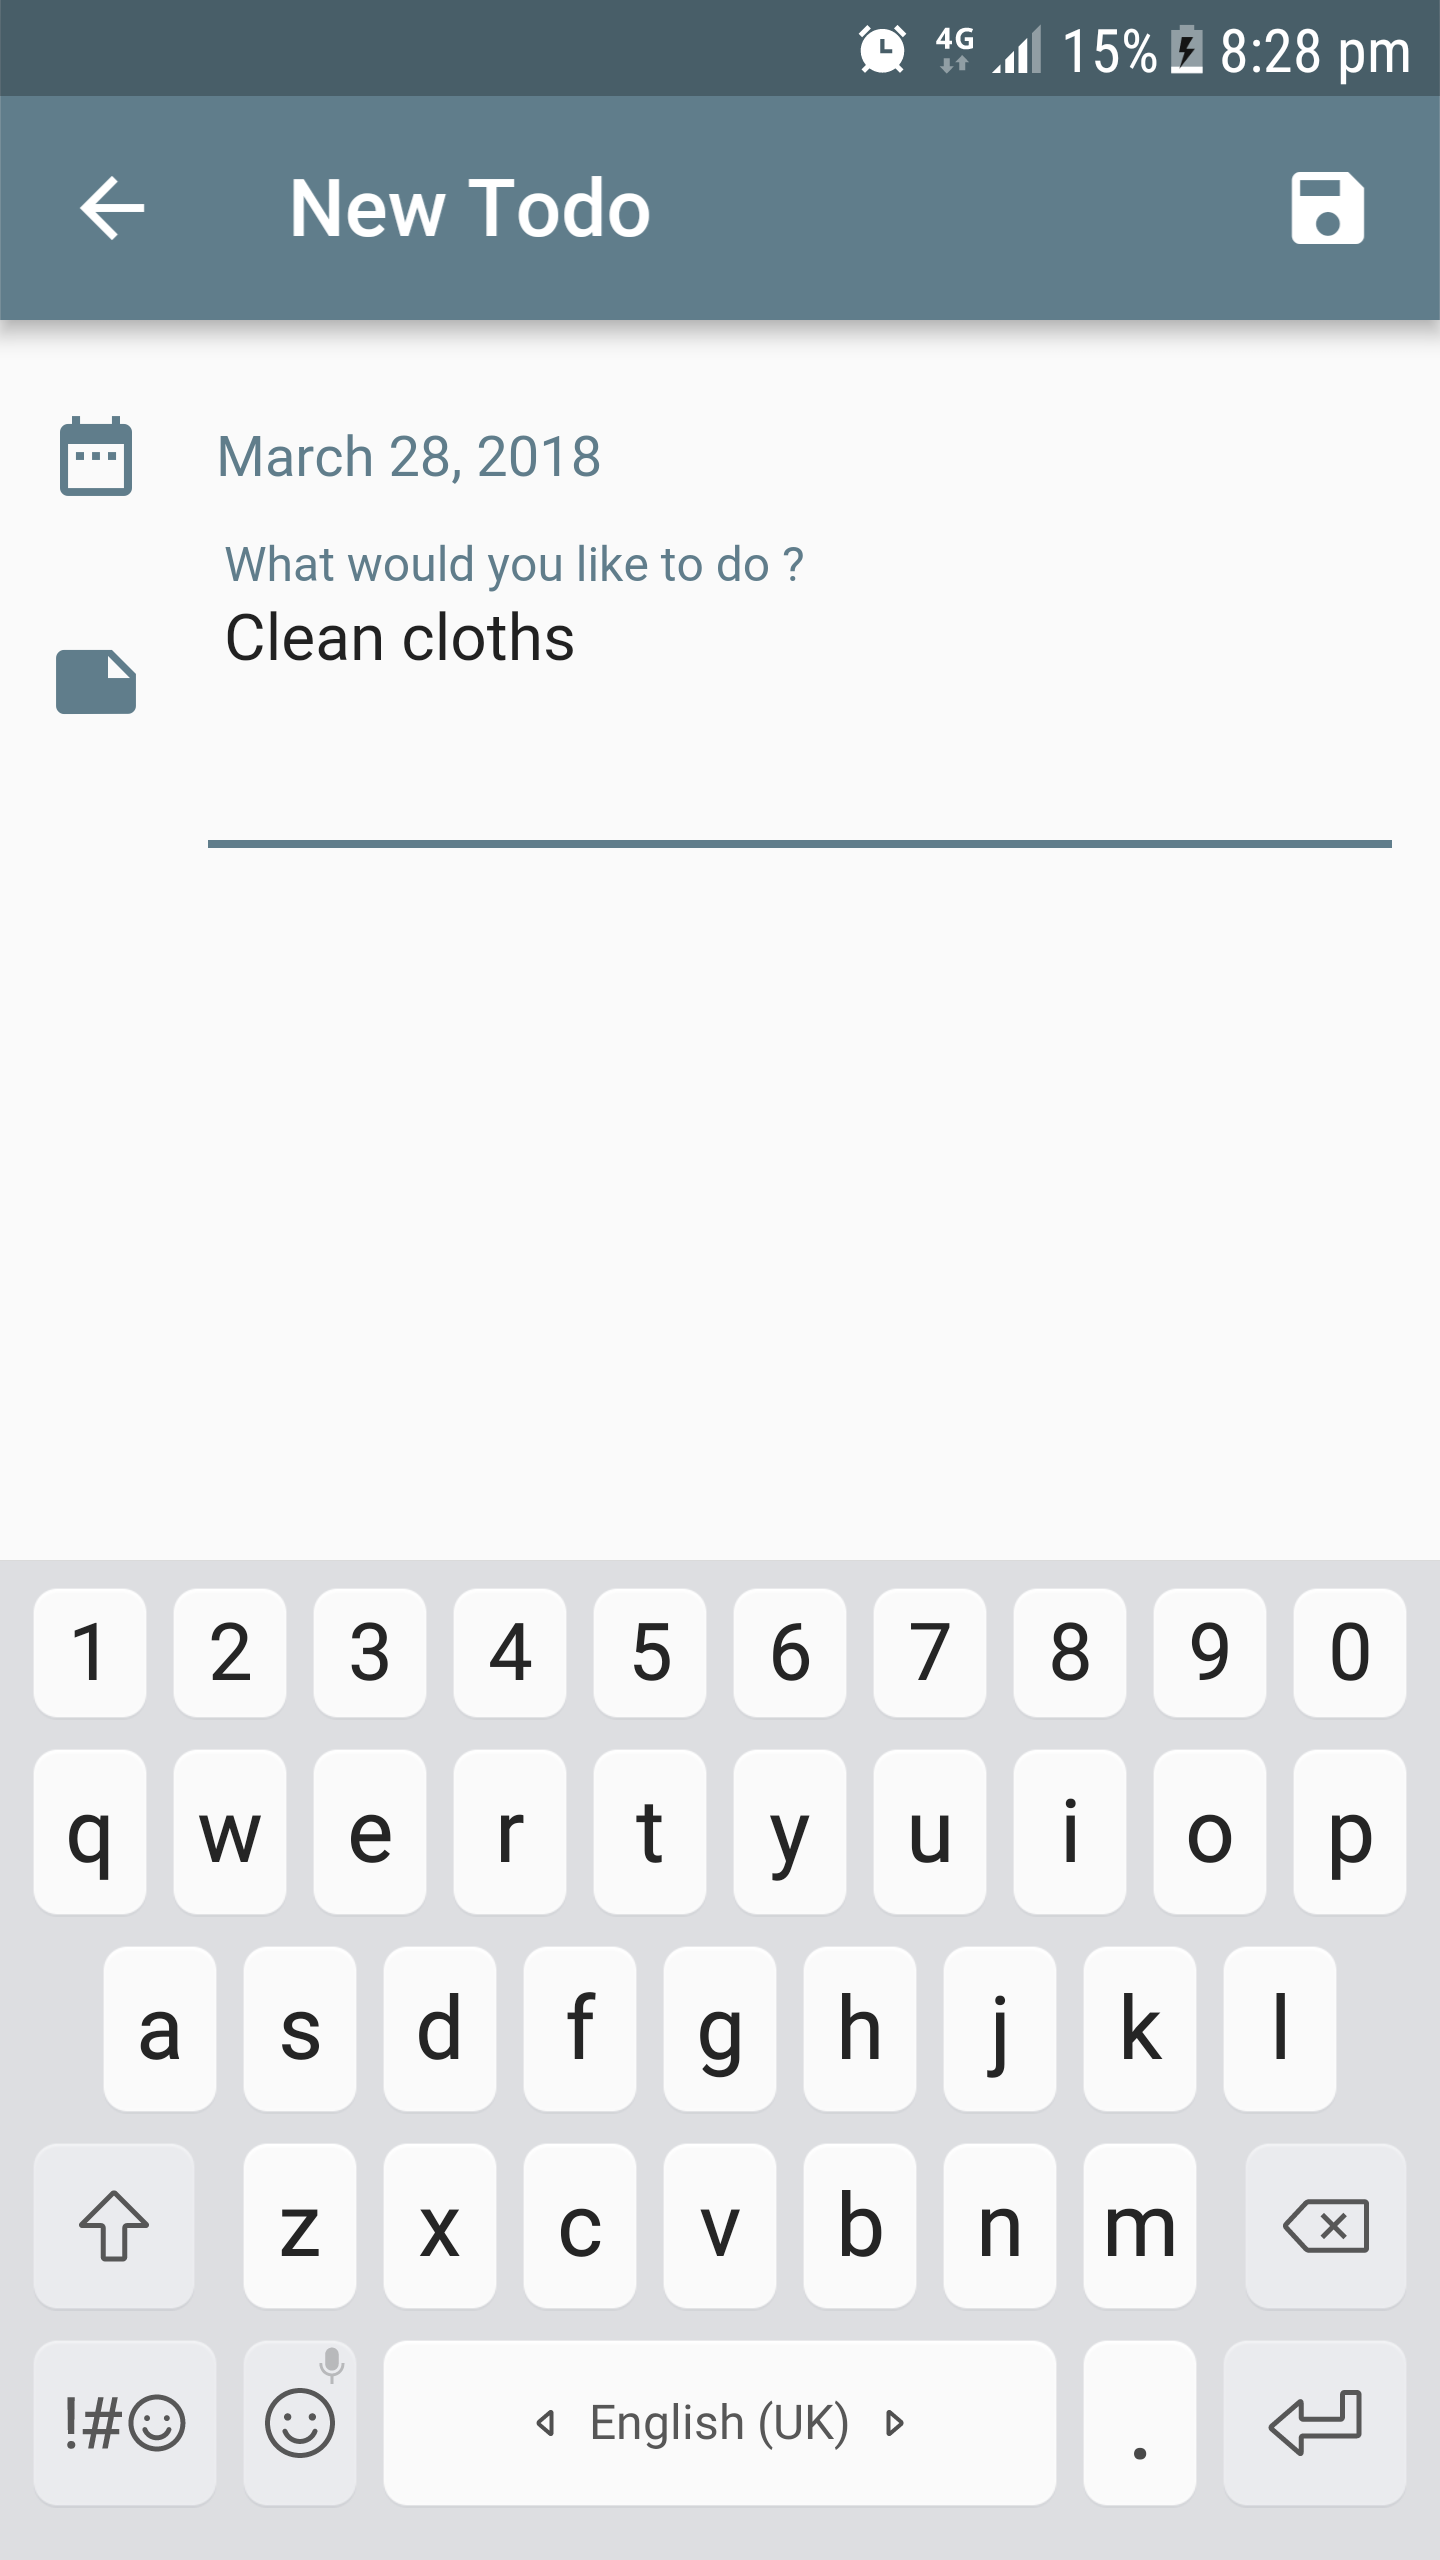 4G 15% 8:28 pm
New Todo
March 28, 2018
What would you like to do ?
Clean cloths
1 2 3 4 5 6 7 8 9 0
q w e r t y u i o p
a s d f g h j k l
z x c v b n m
!#☺ English (UK) .